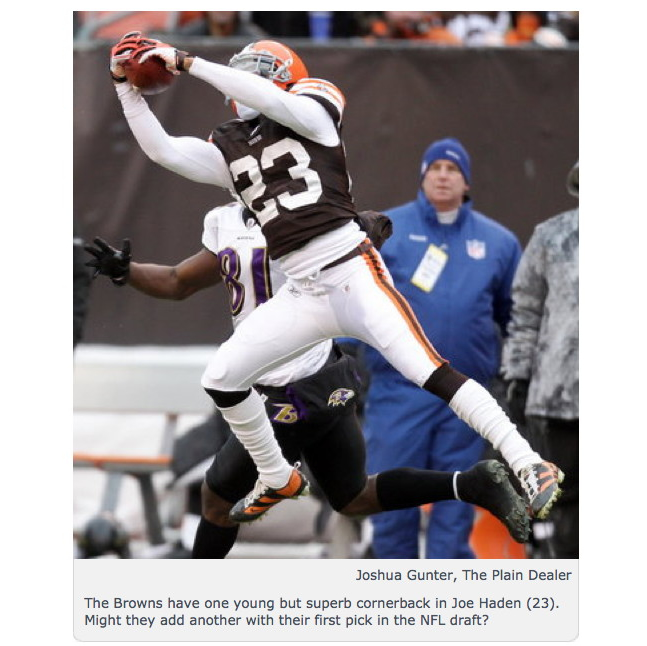 23
81
Joshua Gunter, The Plain Dealer
The Browns have one young but superb cornerback in Joe Haden (23).
Might they add another with their first pick in the NFL draft?